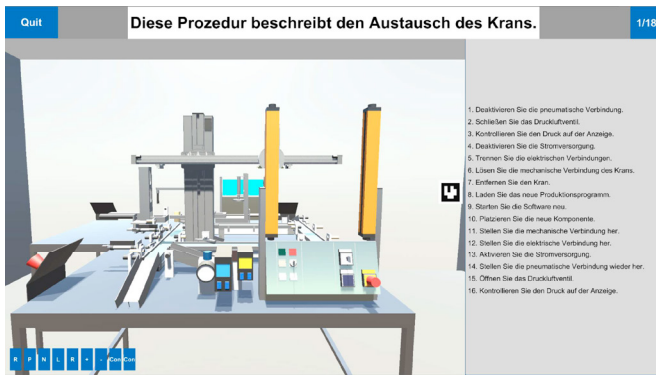 Quit
Diese Prozedur beschreibt den Austausch des Krans.
1/18
1. Deaktivieren Sie die pneumatische Verbindung.
2. Schließen Sie das Druckluftventil.
3. Kontrollieren Sie den Druck auf der Anzeige.
4. Deaktivieren Sie die Stromversorgung.
5. Trennen Sie die elektrischen Verbindungen.
6. Lösen Sie die mechanische Verbindung des Krans.
7. Entfernen Sie den Kran.
8. Laden Sie das neue Produktionsprogramm.
9. Starten Sie die Software neu.
10. Platzieren Sie die neue Komponente.
11. Stellen Sie die mechanische Verbindung her.
12. Stellen Sie die elektrische Verbindung her.
13. Aktivieren Sie die Stromversorgung.
14. Stellen Sie die pneumatische Verbindung wieder her.
15. Öffnen Sie das Druckluftventil.
16. Kontrollieren Sie den Druck auf der Anzeige.
R P N L R + - Con Con